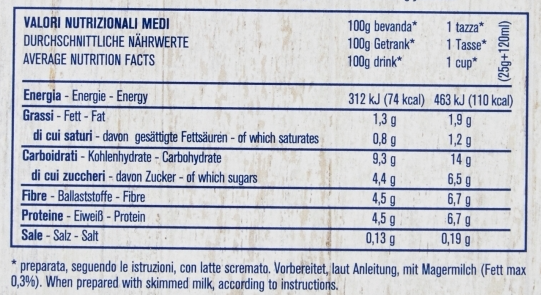 VALORI NUTRIZIONALI MEDI 100g bevanda* 1 tazza*
DURCHSCHNITTLICHE NÄHRWERTE 100g Getrank* 1 Tasse*
AVERAGE NUTRITION FACTS 100g drink* 1 cup*
(25g+120ml)
Energia - Energie - Energy 312 kJ (74 kcal) 463 kJ (110 kcal)
Grassi - Fett - Fat 1,3 g 1,9 g
di cui saturi - davon gesättigte Fettsäuren - of which saturates 0,8 g 1,2 g
Carboidrati - Kohlenhydrate - Carbohydrate 9,3 g 14 g
di cui zuccheri - davon Zucker - of which sugars 4,4 g 6,5 g
Fibre - Ballaststoffe - Fibre 4,5 g 6,7 g
Proteine - Eiweiß - Protein 4,5 g 6,7 g
Sale - Salz - Salt 0,13 g 0,19 g
* preparata, seguendo le istruzioni, con latte scremato. Vorbereitet, laut Anleitung, mit Magermilch (Fett max
0,3%). When prepared with skimmed milk, according to instructions.